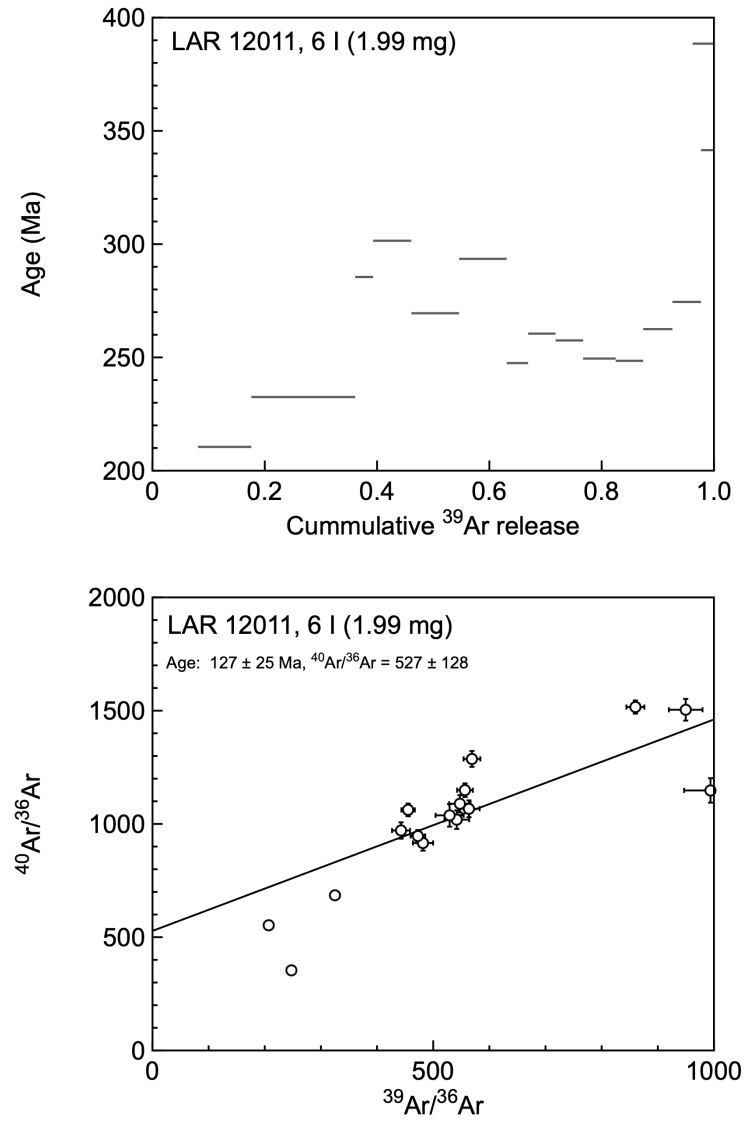 400
LAR 12011, 6 I (1.99 mg)
350
300
250
200
Age (Ma)
0 0.2 0.4 0.6 0.8 1.0
Cummulative ³⁹Ar release
2000
LAR 12011, 6 I (1.99 mg)
Age: 127 ± 25 Ma, ⁴⁰Ar/³⁶Ar = 527 ± 128
1500
1000
500
0
⁴⁰Ar/³⁶Ar
0 500 1000
³⁹Ar/³⁶Ar